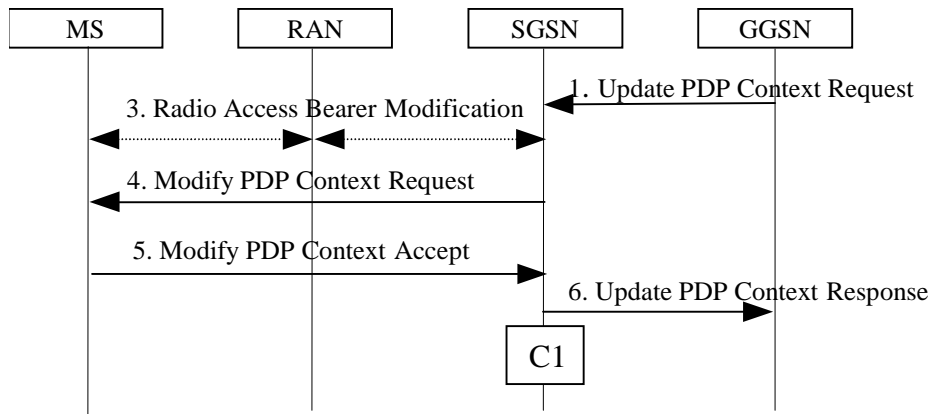 MS
RAN
SGSN
GGSN
1. Update PDP Context Request
3. Radio Access Bearer Modification
4. Modify PDP Context Request
5. Modify PDP Context Accept
6. Update PDP Context Response
C1